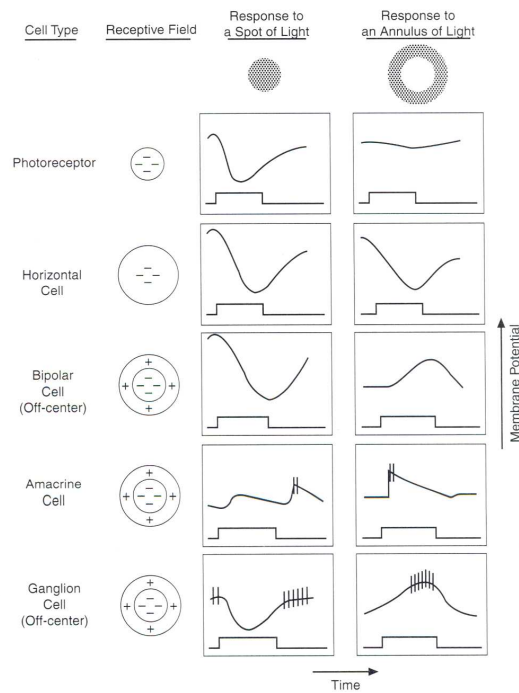 Cell Type
Receptive Field
Response to
a Spot of Light
Response to
an Annulus of Light
Photoreceptor
Horizontal
Cell
Bipolar
Cell
(Off-center)
Amacrine
Cell
Ganglion
Cell
(Off-center)
Membrane Potential
Time